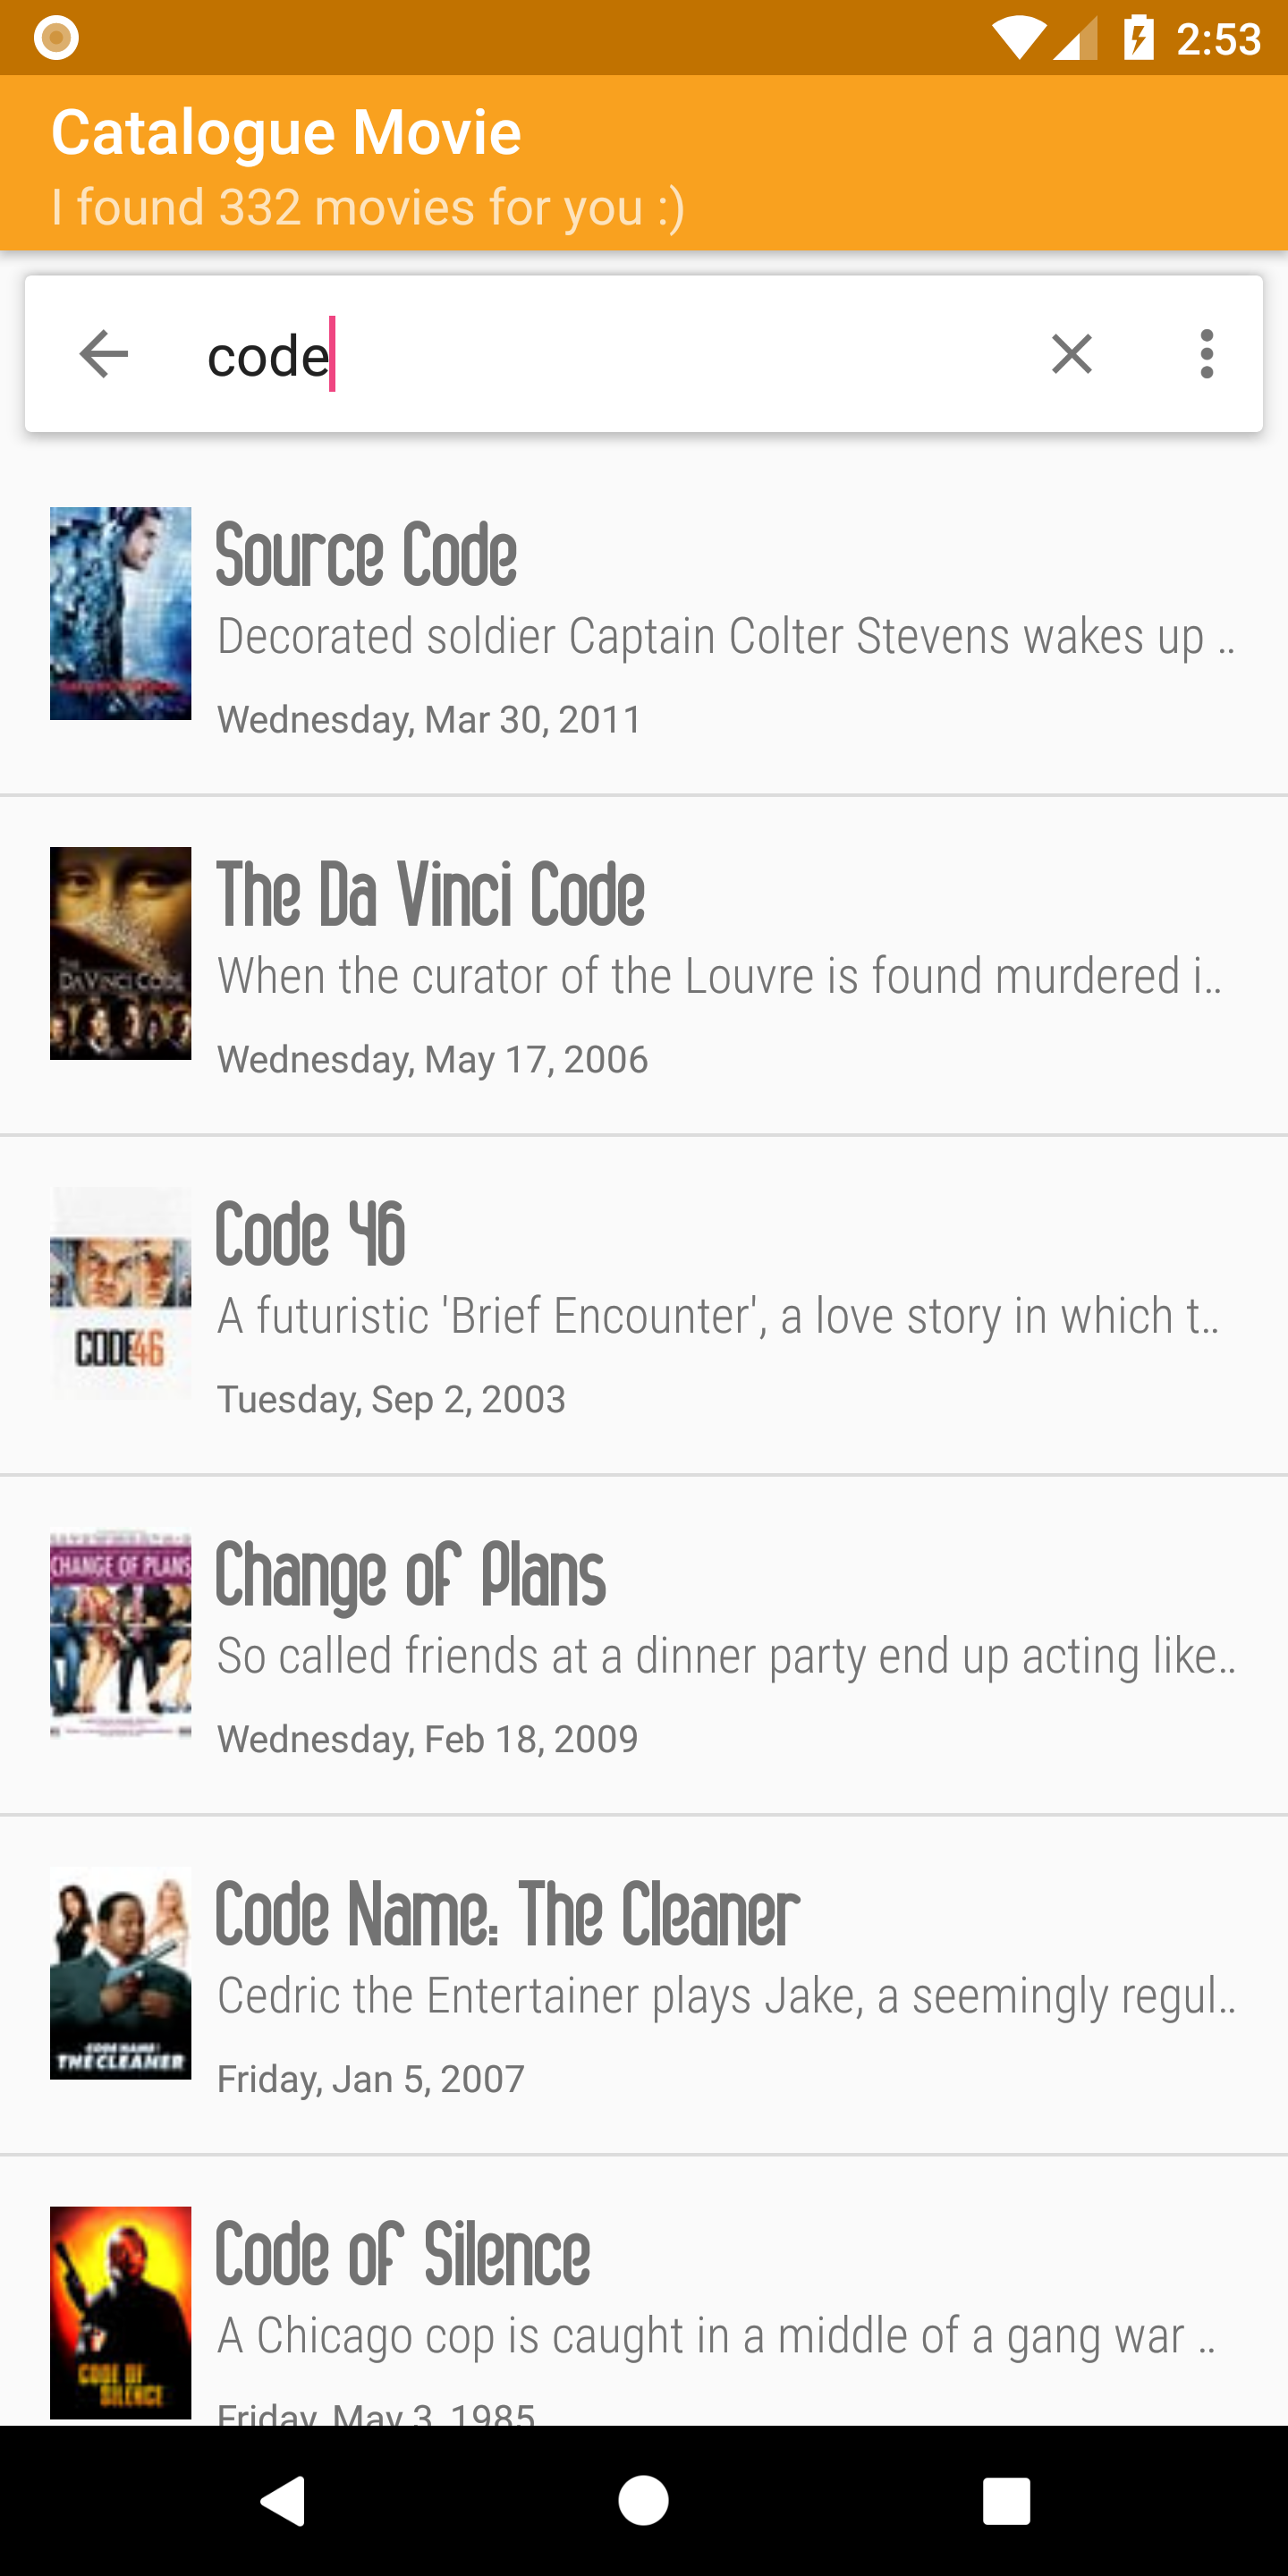 2:53
Catalogue Movie
I found 332 movies for you :)
code
Source Code
Decorated soldier Captain Colter Stevens wakes up ..
Wednesday, Mar 30, 2011
The Da Vinci Code
When the curator of the Louvre is found murdered i..
DA VINCI CODE
Wednesday, May 17, 2006
Code 46
A futuristic 'Brief Encounter', a love story in which t..
CODE46
Tuesday, Sep 2, 2003
Change of Plans
CHANGE OF PLANS
So called friends at a dinner party end up acting like..
Wednesday, Feb 18, 2009
Code Name: The Cleaner
Cedric the Entertainer plays Jake, a seemingly regul..
CODE NAME:
THE CLEANER
Friday, Jan 5, 2007
Code of Silence
A Chicago cop is caught in a middle of a gang war ..
CODE OF
SILENCE
Friday, May 3, 1985